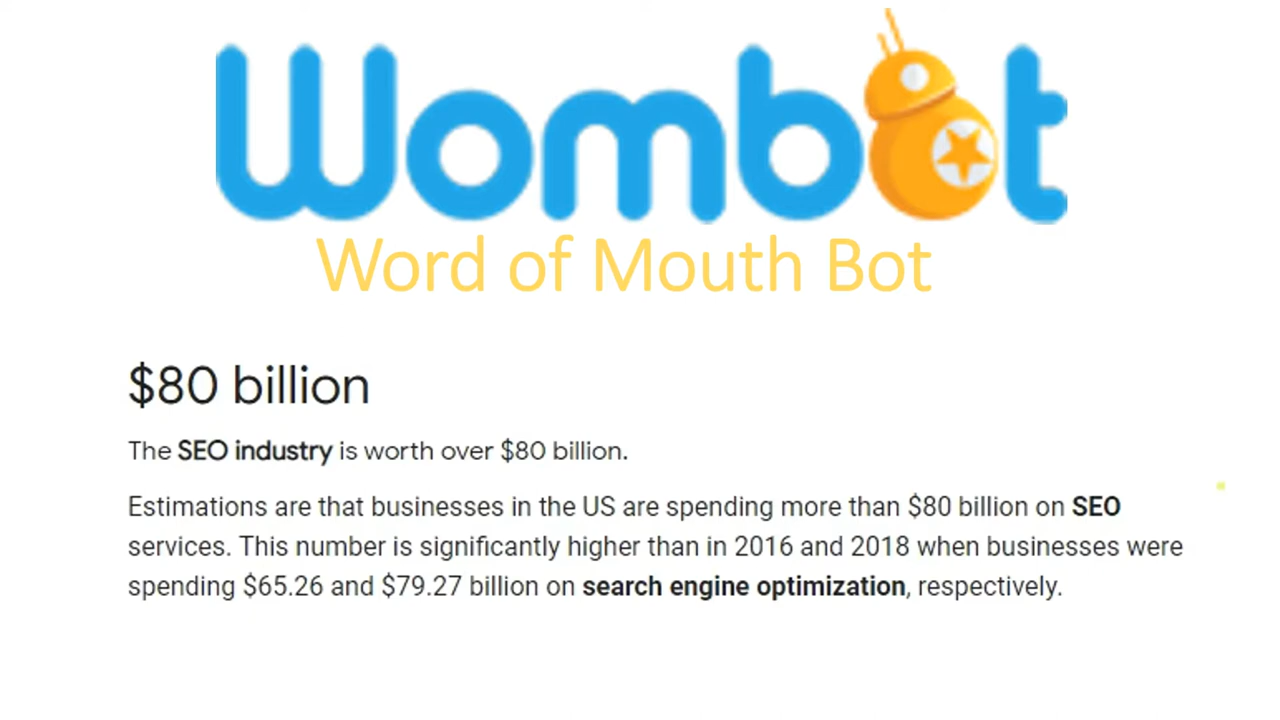 Wombot
Word of Mouth Bot
$80 billion
The SEO industry is worth over $80 billion.
Estimations are that businesses in the US are spending more than $80 billion on SEO
services. This number is significantly higher than in 2016 and 2018 when businesses were
spending $65.26 and $79.27 billion on search engine optimization, respectively.